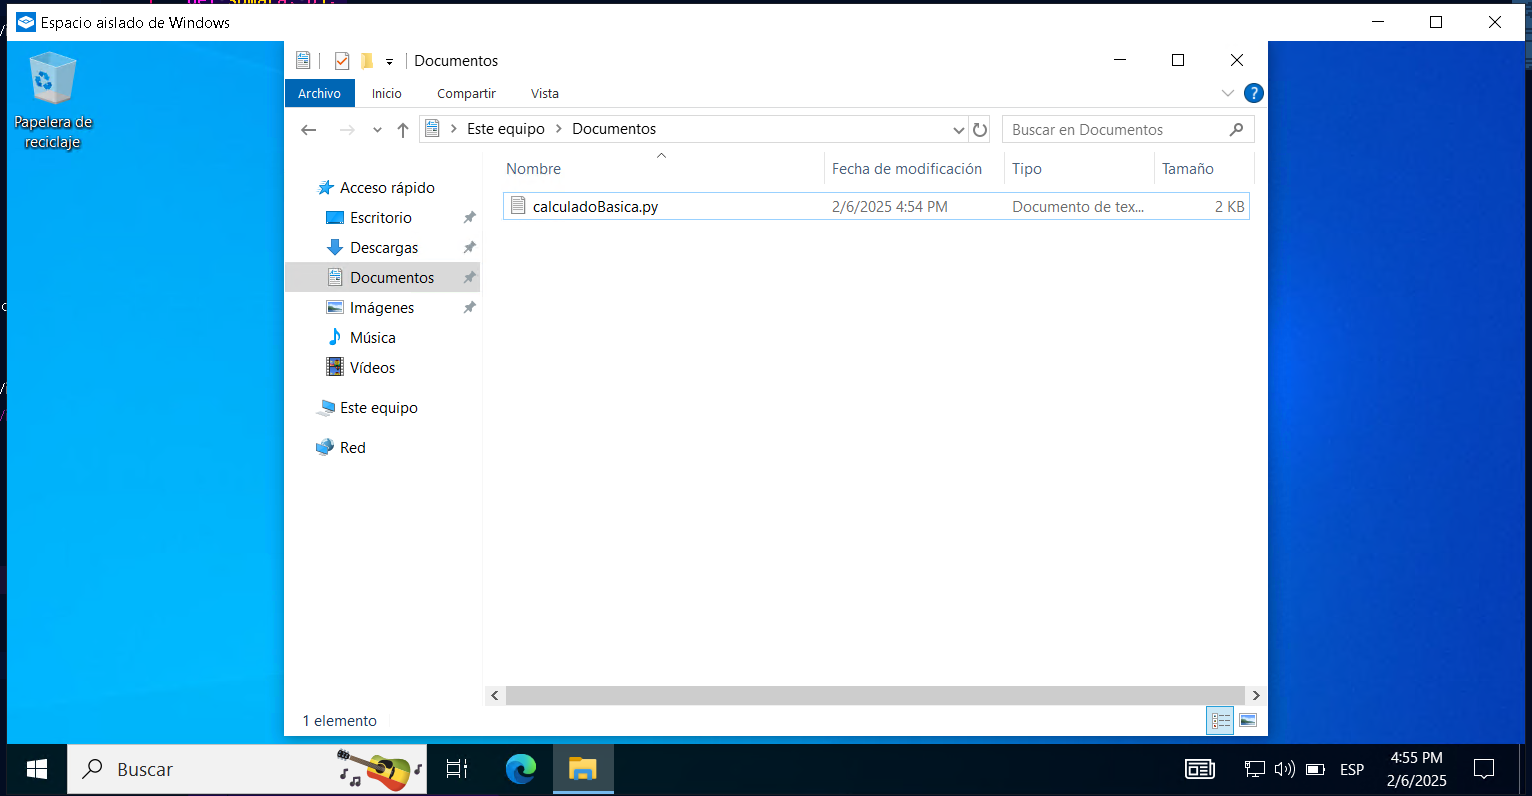 Espacio aislado de Windows
Papelera de
reciclaje
Documentos
Archivo
Inicio
Compartir
Vista
?
Este equipo
Documentos
Buscar en Documentos
Nombre
Fecha de modificación
Tipo
Tamaño
Acceso rápido
Escritorio
Descargas
Documentos
Imágenes
Música
Vídeos
Este equipo
Red
calculadoBasica.py
2/6/2025 4:54 PM
Documento de tex...
2 KB
1 elemento
Buscar
ESP
4:55 PM
2/6/2025